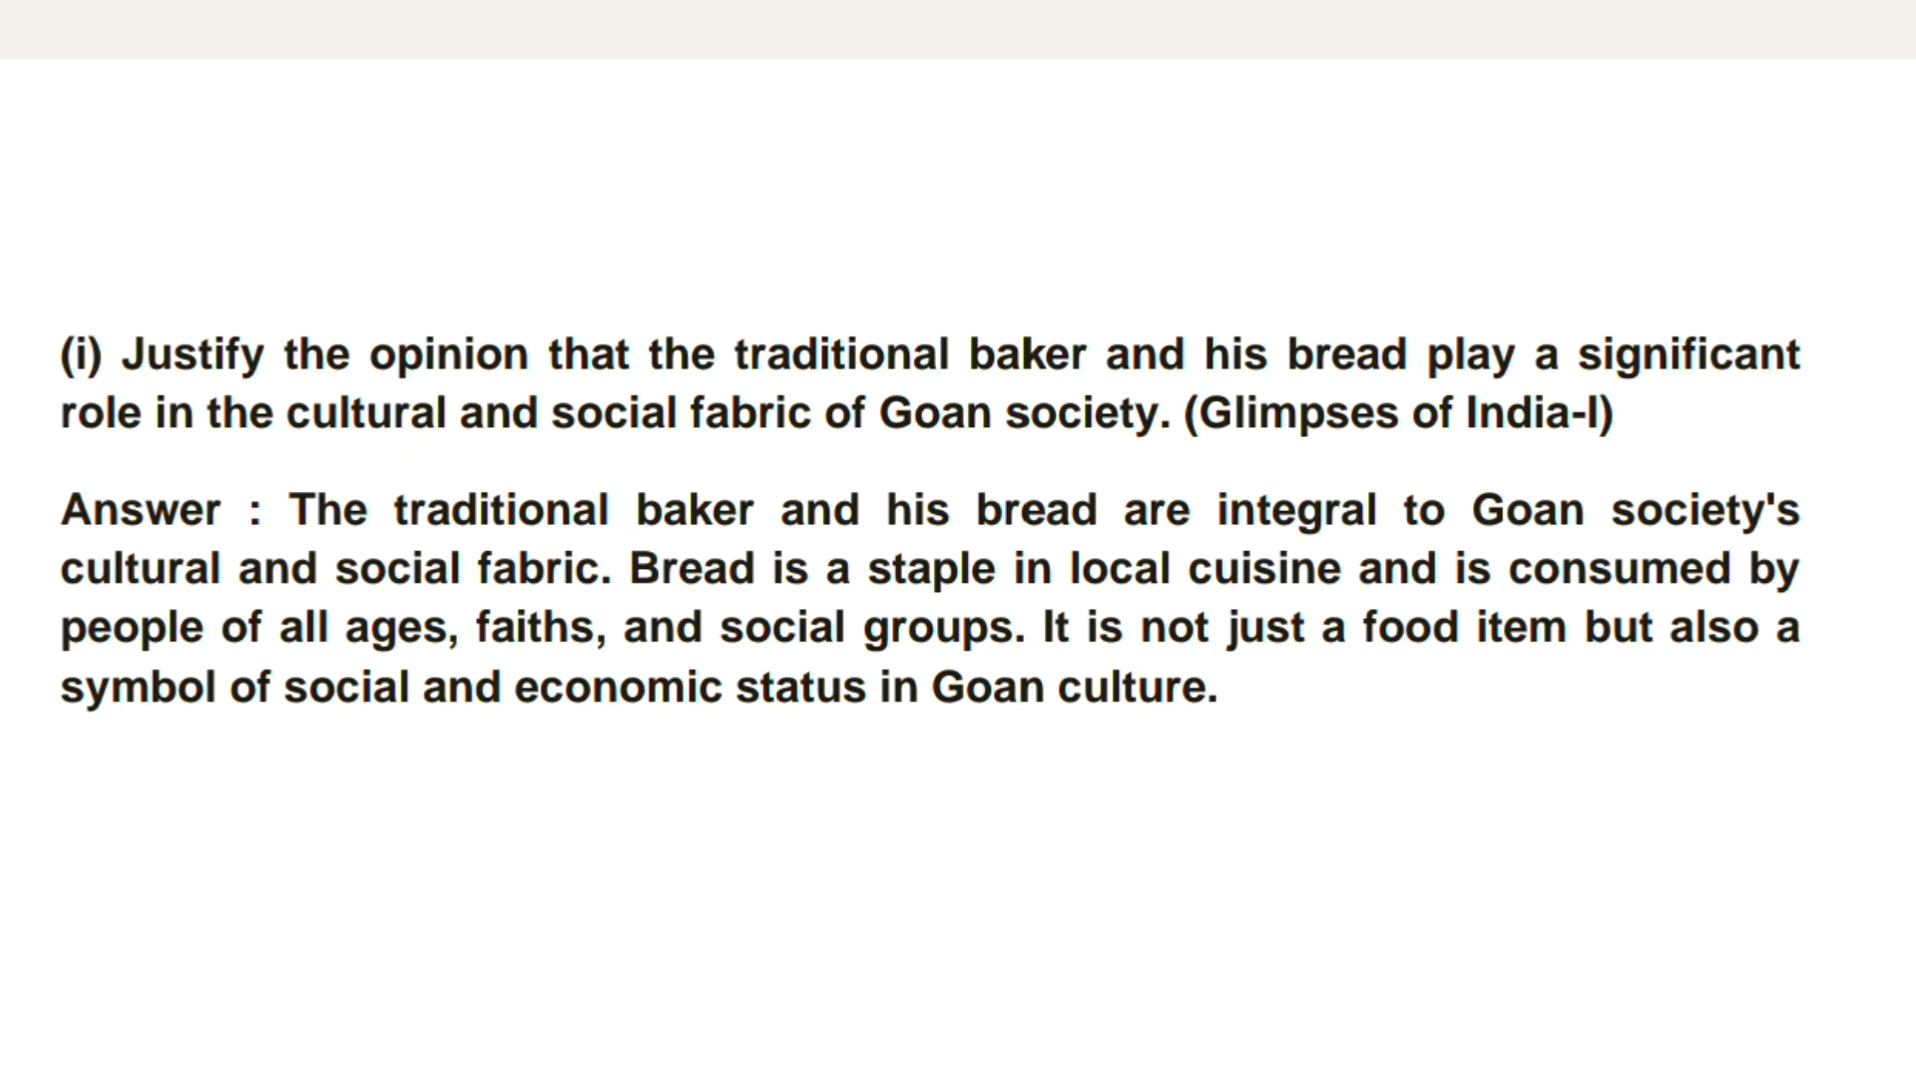 (i) Justify the opinion that the traditional baker and his bread play a significant
role in the cultural and social fabric of Goan society. (Glimpses of India-I)
Answer : The traditional baker and his bread are integral to Goan society's
cultural and social fabric. Bread is a staple in local cuisine and is consumed by
people of all ages, faiths, and social groups. It is not just a food item but also a
symbol of social and economic status in Goan culture.